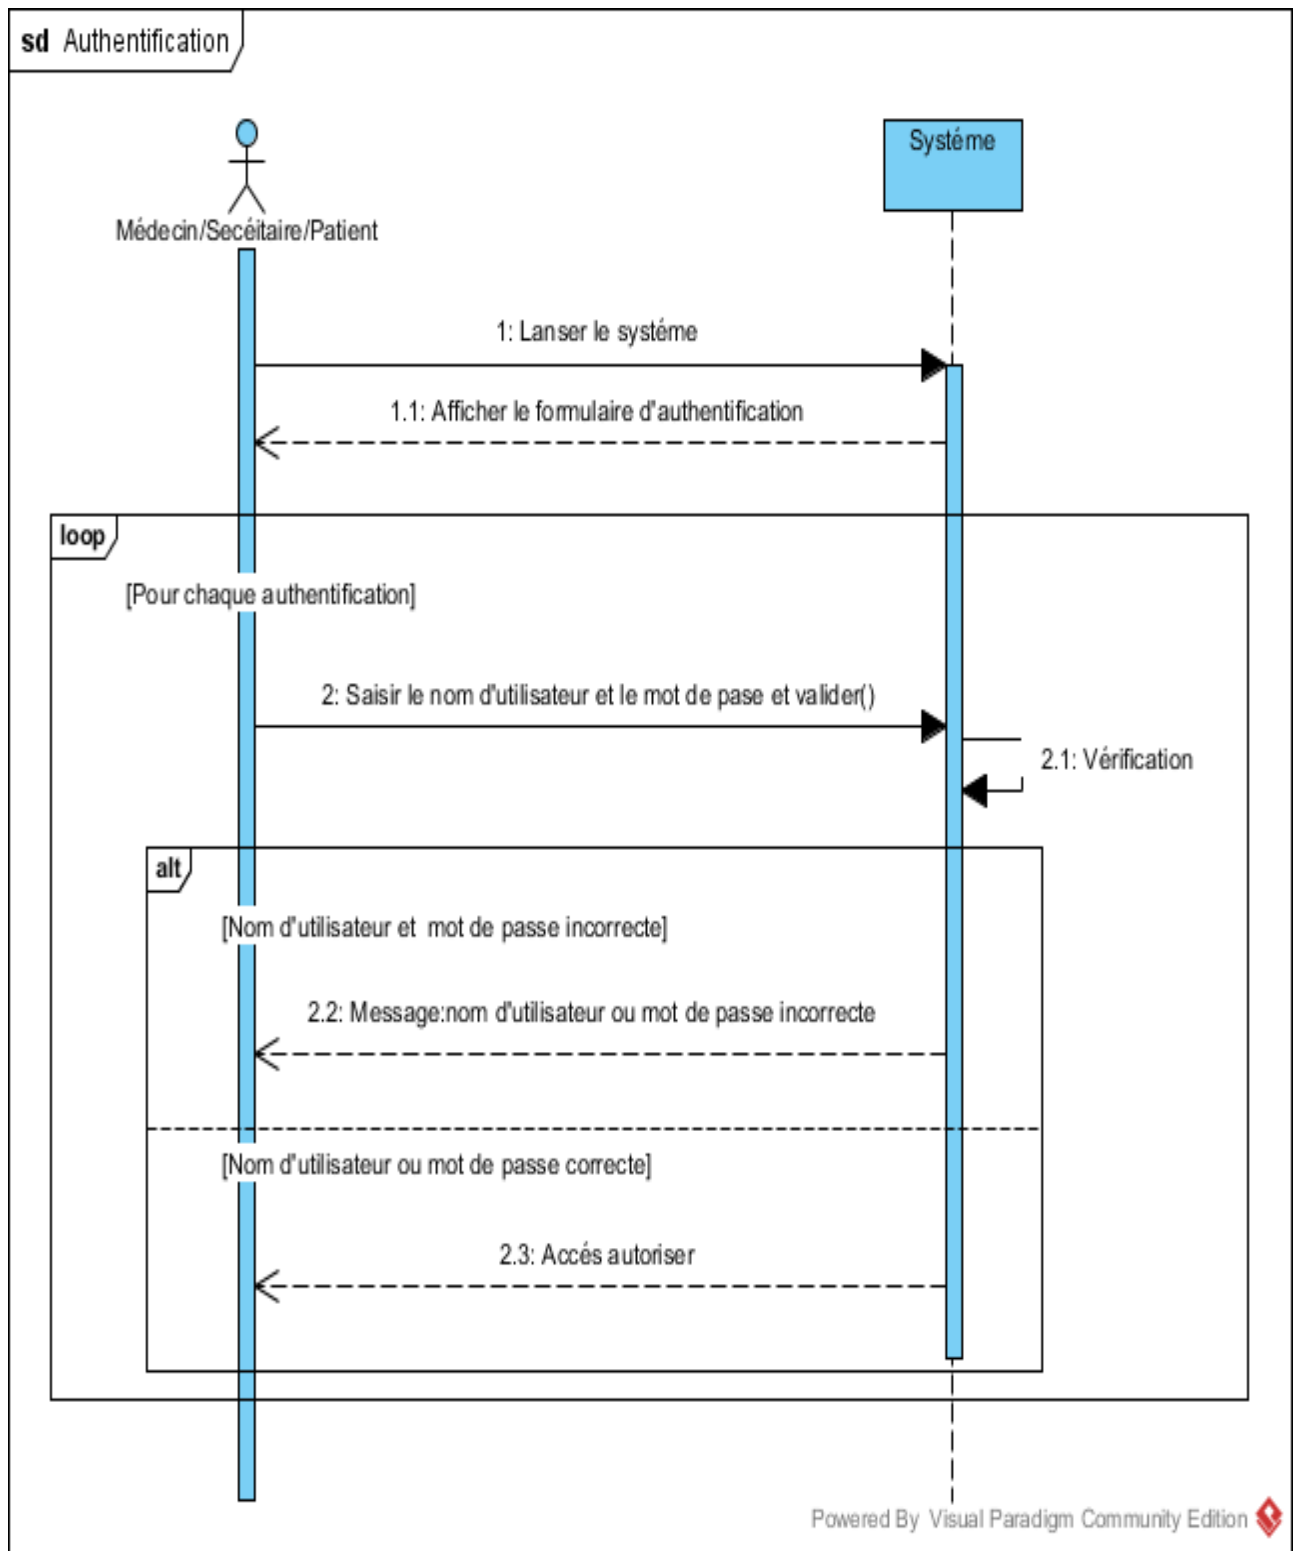 sd Authentification
Systéme
Médecin/Secéitaire/Patient
1: Lanser le systéme
1.1: Afficher le formulaire d'authentification
loop
[Pour chaque authentification]
2: Saisir le nom d'utilisateur et le mot de pase et valider()
2.1: Vérification
alt
[Nom d'utilisateur et mot de passe incorrecte]
2.2: Message:nom d'utilisateur ou mot de passe incorrecte
[Nom d'utilisateur ou mot de passe correcte]
2.3: Accés autoriser
Powered By Visual Paradigm Community Edition